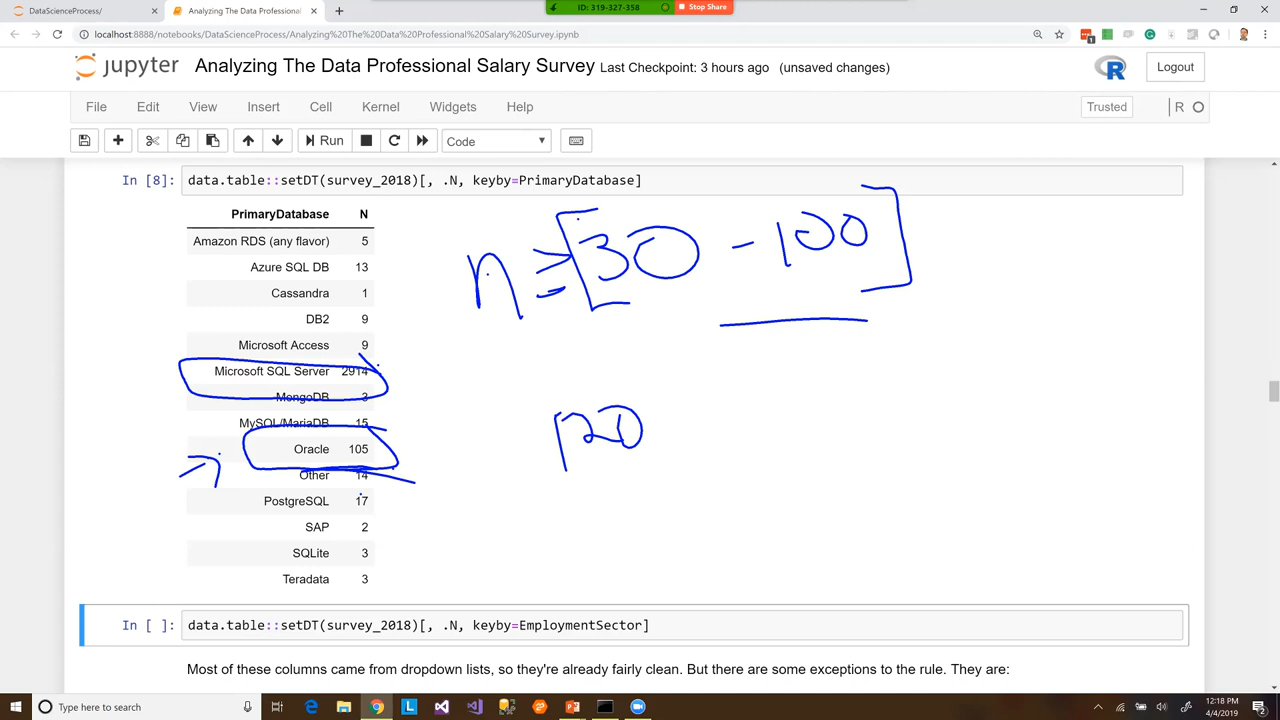 DataScienceProcess/
Analyzing The Data Professional
ID: 319-327-358
Stop Share
localhost:8888/notebooks/DataScienceProcess/Analyzing%20The%20Data%20Professional%20Salary%20Survey.ipynb
jupyter Analyzing The Data Professional Salary Survey Last Checkpoint: 3 hours ago (unsaved changes)
R
Logout
File Edit View Insert Cell Kernel Widgets Help
Trusted
R
Run
Code
In [8]: data.table::setDT(survey_2018)[, .N, keyby=PrimaryDatabase]
PrimaryDatabase N
Amazon RDS (any flavor) 5
Azure SQL DB 13
Cassandra 1
DB2 9
Microsoft Access 9
Microsoft SQL Server 2914
MongoDB 3
MySQL/MariaDB 15
Oracle 105
Other 14
PostgreSQL 17
SAP 2
SQLite 3
Teradata 3
n ≥ [30 - 100]
In [ ]: data.table::setDT(survey_2018)[, .N, keyby=EmploymentSector]
Most of these columns came from dropdown lists, so they're already fairly clean. But there are some exceptions to the rule. They are:
Type here to search
12:18 PM
4/4/2019